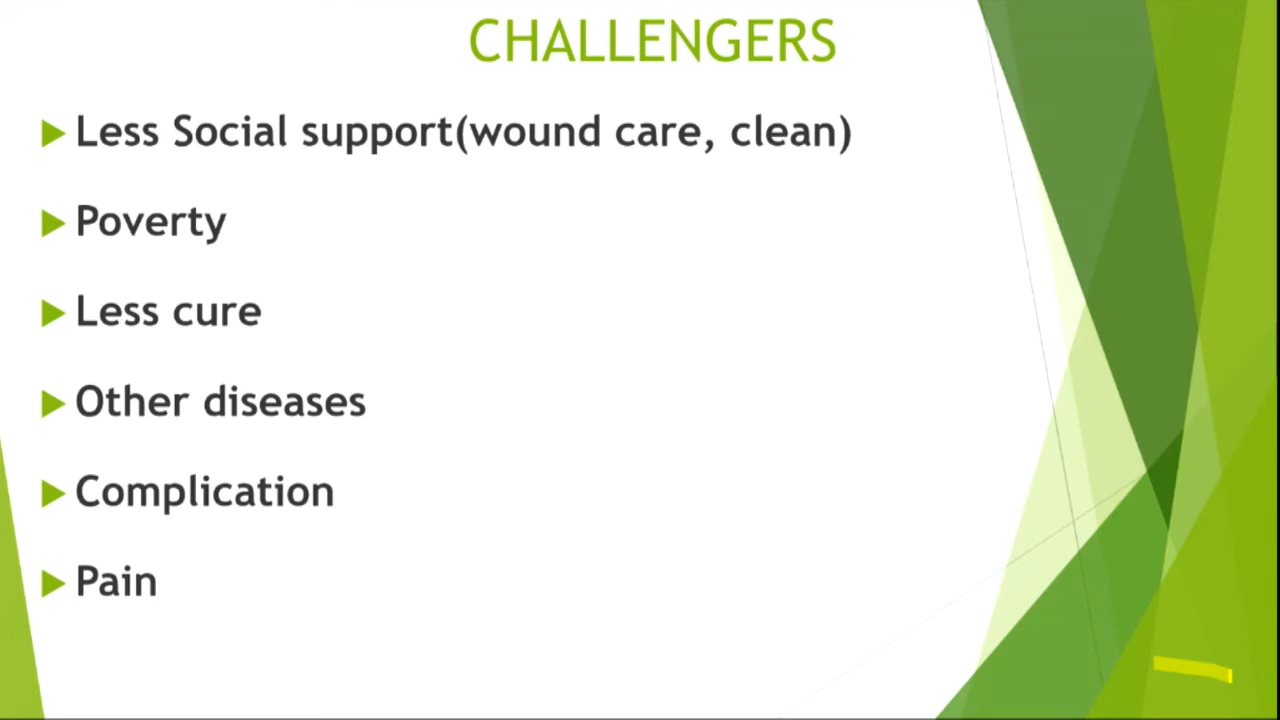 CHALLENGERS
Less Social support(wound care, clean)
Poverty
Less cure
Other diseases
Complication
Pain